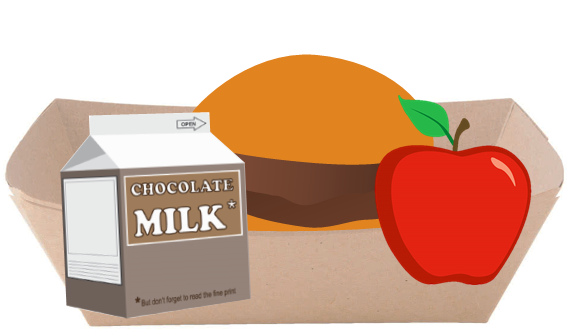 OPEN
CHOCOLATE
MILK*
*But don't forget to read the fine print